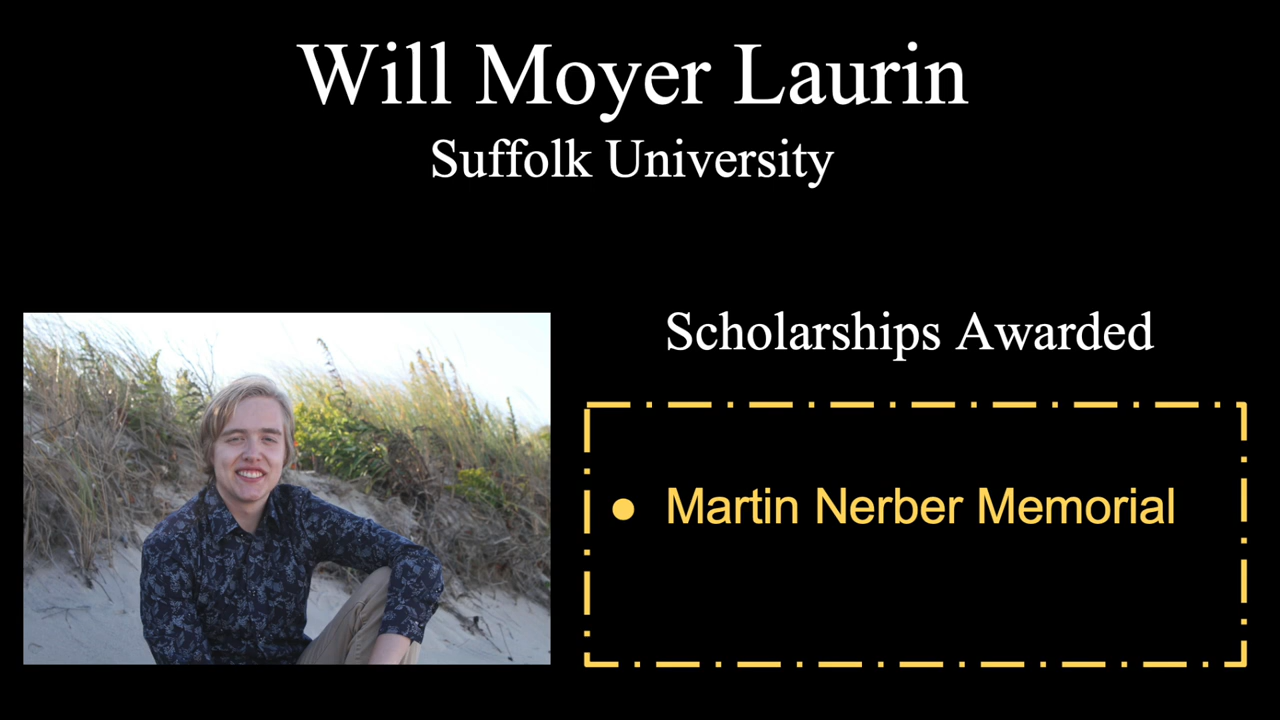 Will Moyer Laurin
Suffolk University
Scholarships Awarded
● Martin Nerber Memorial